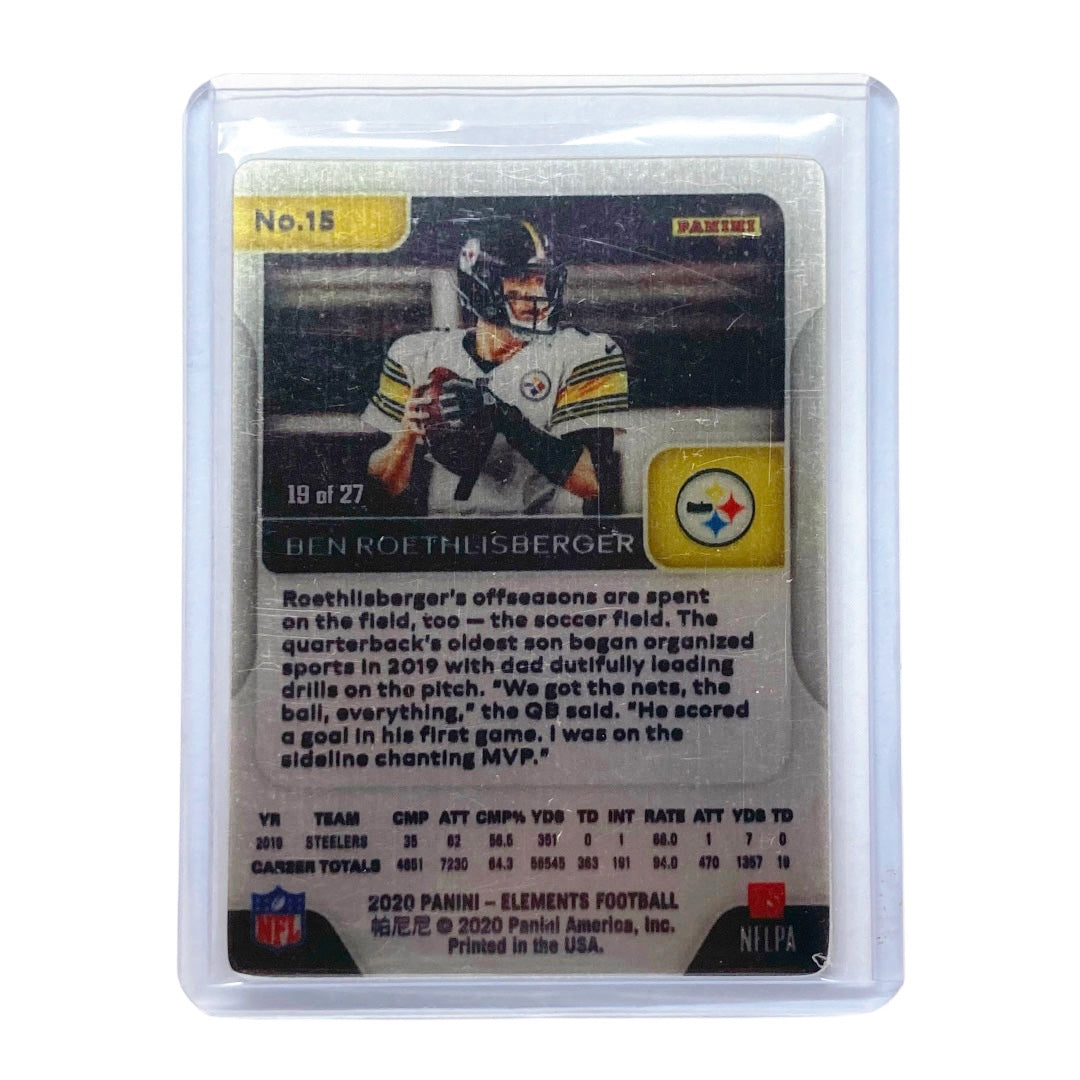 No.15
PANINI
19 of 27
BEN ROETHLISBERGER
Steelers
Roethlisberger's offseasons are spent
on the field, too — the soccer field. The
quarterback's oldest son began organized
sports in 2019 with dad dutifully leading
drills on the pitch. "We got the nets, the
ball, everything," the QB said. "He scored
a goal in his first game. I was on the
sideline chanting MVP."
YR TEAM CMP ATT CMP% YDS TD INT RATE ATT YDS TD
2019 STEELERS 35 62 56.5 351 0 1 66.0 1 7 0
CAREER TOTALS 4651 7230 64.3 56545 363 191 94.0 470 1357 19
2020 PANINI – ELEMENTS FOOTBALL
帕尼尼 © 2020 Panini America, Inc.
Printed in the USA.
NFL
NFLPA